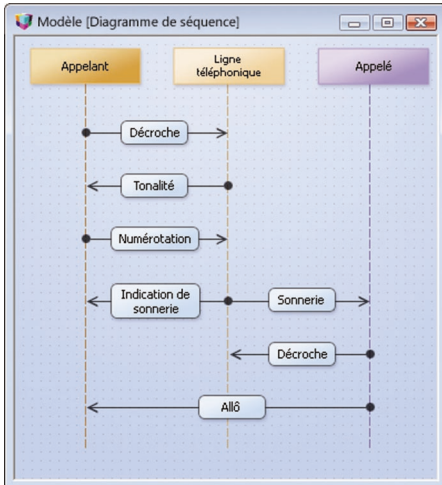 Modèle [Diagramme de séquence]
Appelant
Ligne
téléphonique
Appelé
Décroche
Tonalité
Numérotation
Indication de
sonnerie
Sonnerie
Décroche
Allô